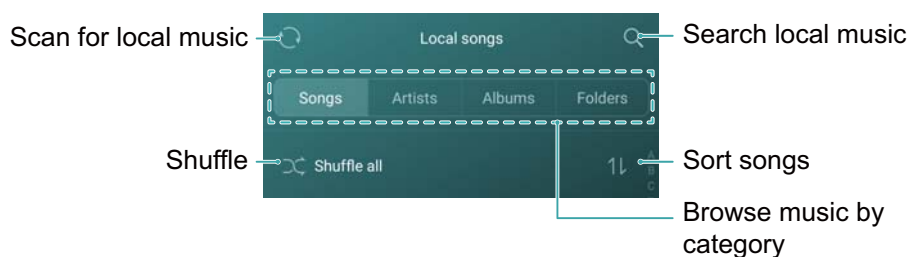 Scan for local music
Local songs
Search local music
Songs Artists Albums Folders
Shuffle
Shuffle all
Sort songs
A
B
C
Browse music by
category